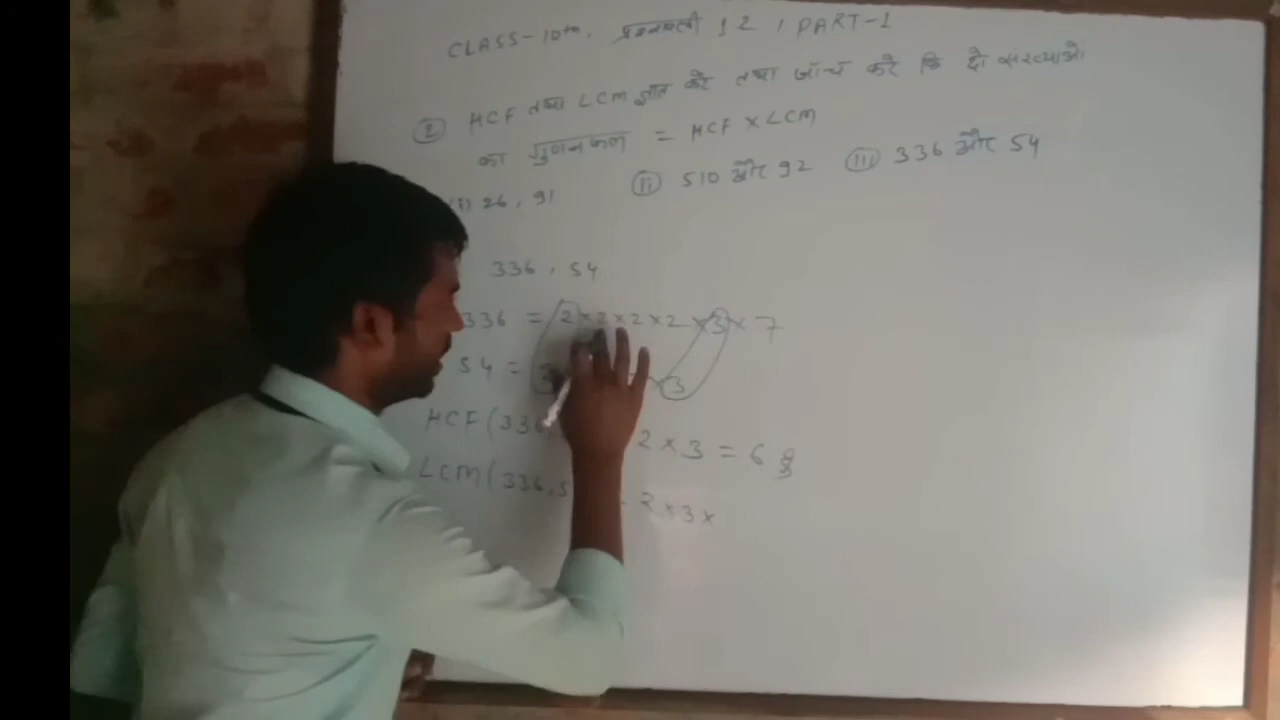 CLASS-10th, प्रश्नावली 1.2, PART-1
② HCF तथा LCM ज्ञात करें तथा जाँच करें कि दो संख्याओं
का गुणनफल = HCF × LCM
(i) 26, 91 (ii) 510 और 92 (iii) 336 और 54
336, 54
336 = 2×2×2×2×3×7
54 = 3
HCF (336 2×3 = 6
LCM (336,5 2×3×